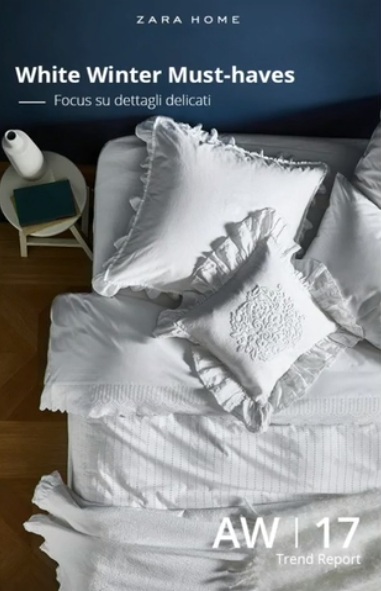 ZARA HOME
White Winter Must-haves
Focus su dettagli delicati
AW | 17
Trend Report